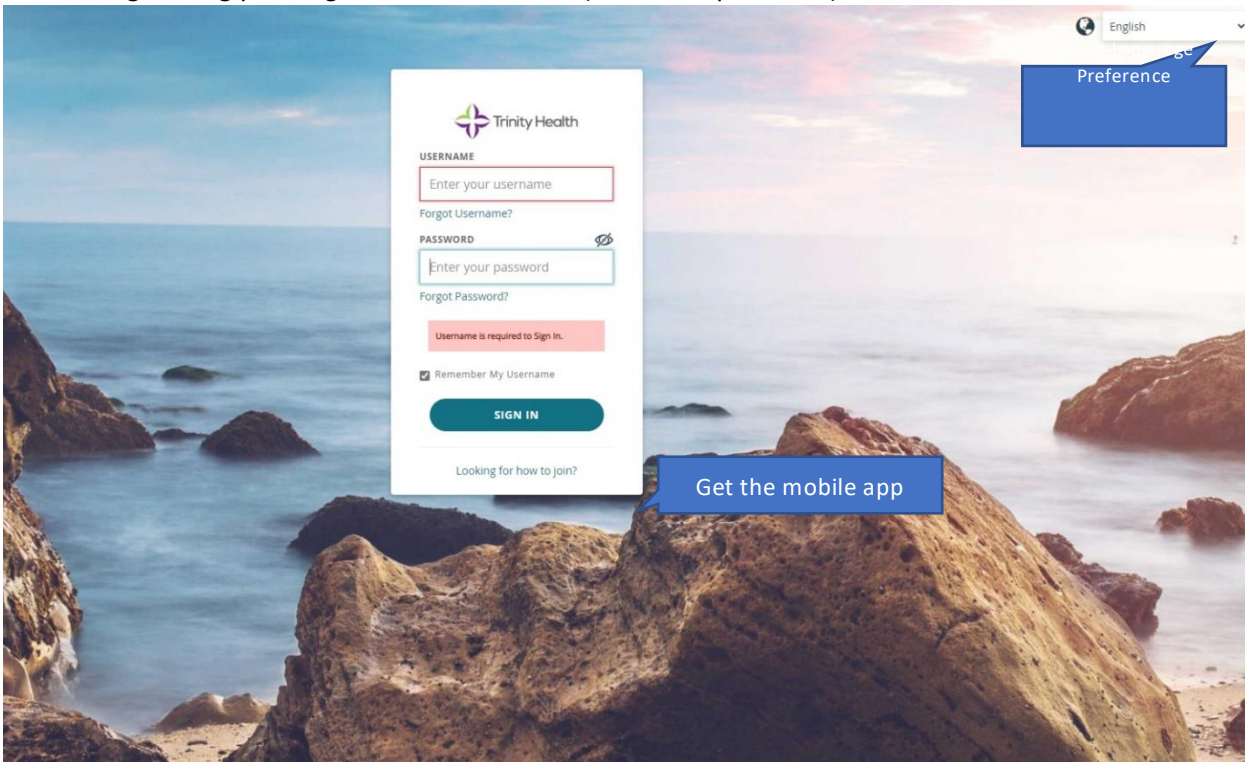 English
Preference
Trinity Health
USERNAME
Enter your username
Forgot Username?
PASSWORD
Enter your password
Forgot Password?
Username is required to Sign In.
Remember My Username
SIGN IN
Looking for how to join?
Get the mobile app